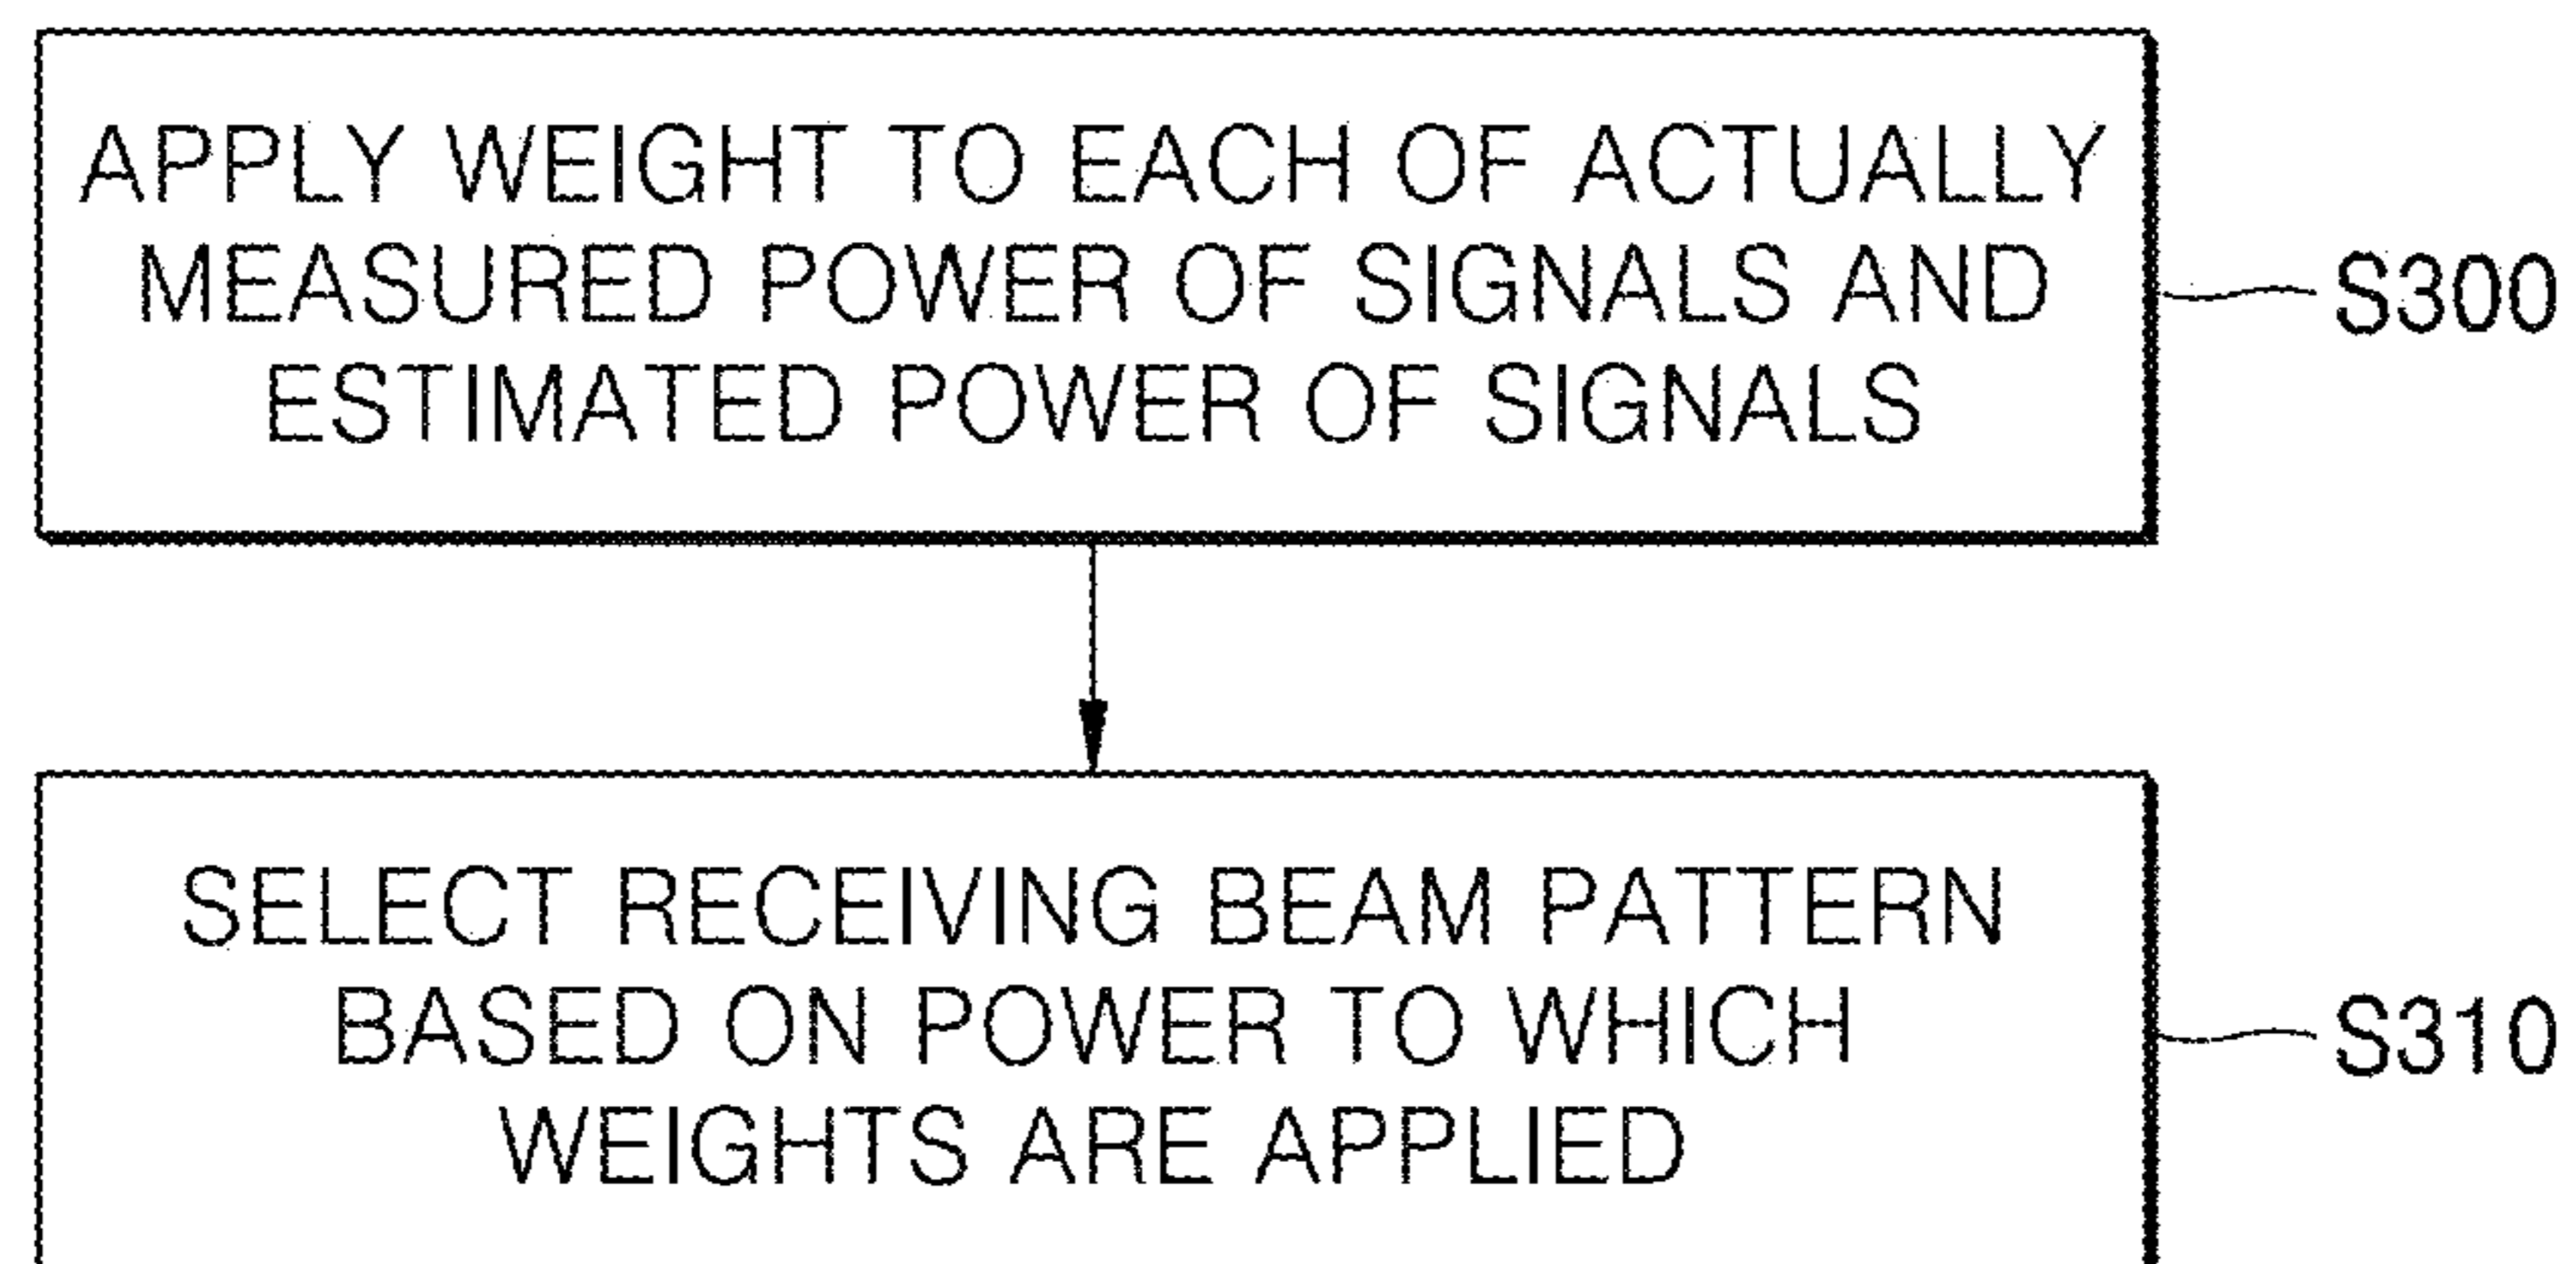 APPLY WEIGHT TO EACH OF ACTUALLY
MEASURED POWER OF SIGNALS AND
ESTIMATED POWER OF SIGNALS
S300
SELECT RECEIVING BEAM PATTERN
BASED ON POWER TO WHICH
WEIGHTS ARE APPLIED
S310